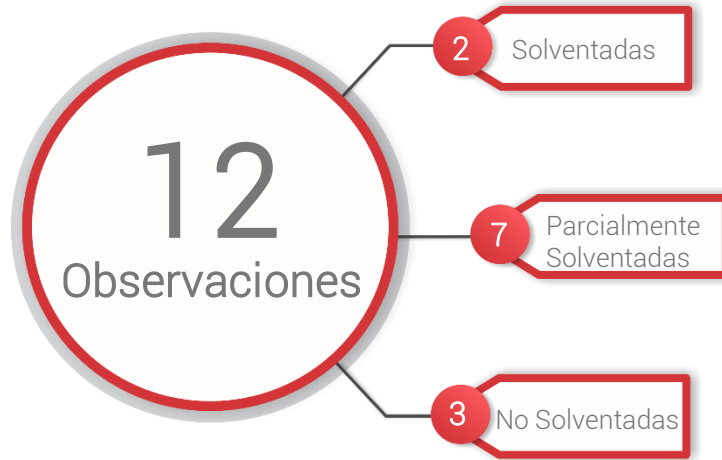 12
Observaciones
2
Solventadas
7
Parcialmente
Solventadas
3
No Solventadas